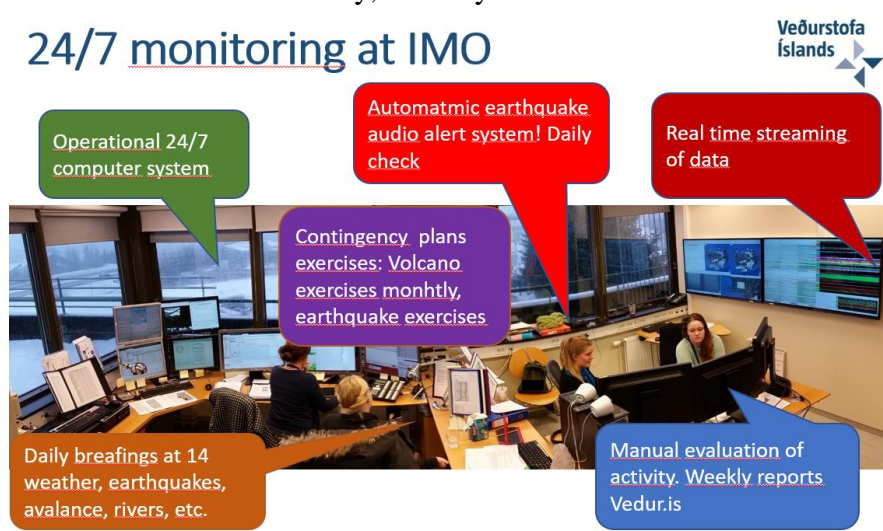 24/7 monitoring at IMO
Veðurstofa
Íslands
Operational 24/7
computer system
Automatmic earthquake
audio alert system! Daily
check
Real time streaming
of data
Contingency plans
exercises: Volcano
exercises monhtly,
earthquake exercises
Daily breafings at 14
weather, earthquakes,
avalance, rivers, etc.
Manual evaluation of
activity. Weekly reports
Vedur.is